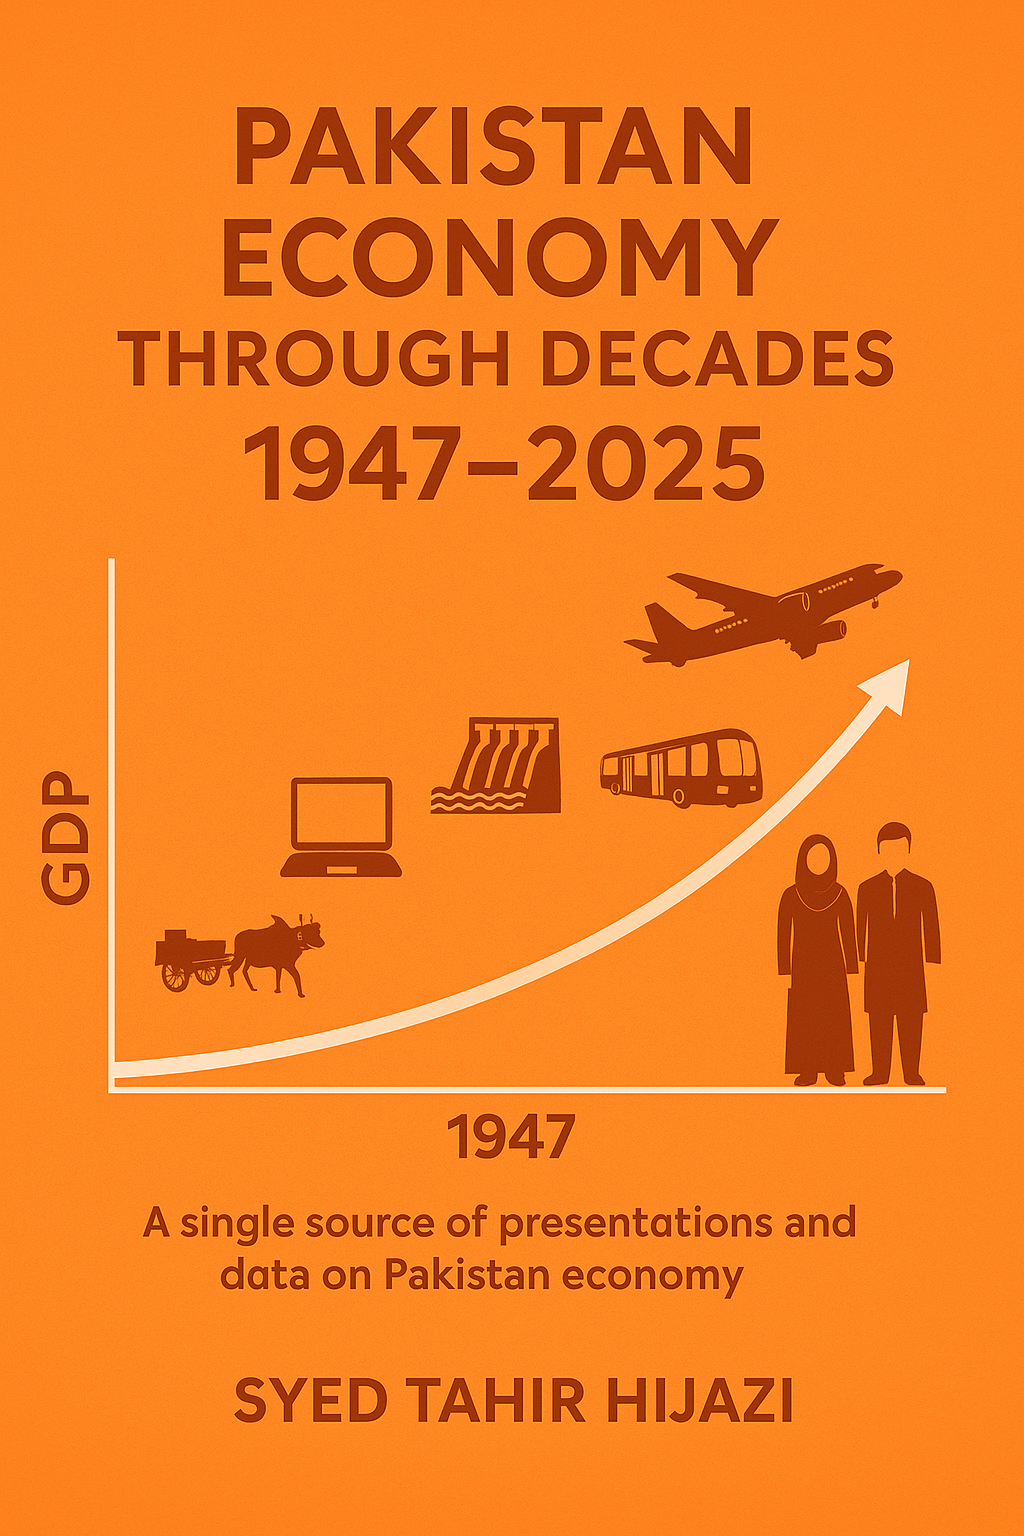 PAKISTAN
ECONOMY
THROUGH DECADES
1947–2025
GDP
1947
A single source of presentations and
data on Pakistan economy
SYED TAHIR HIJAZI